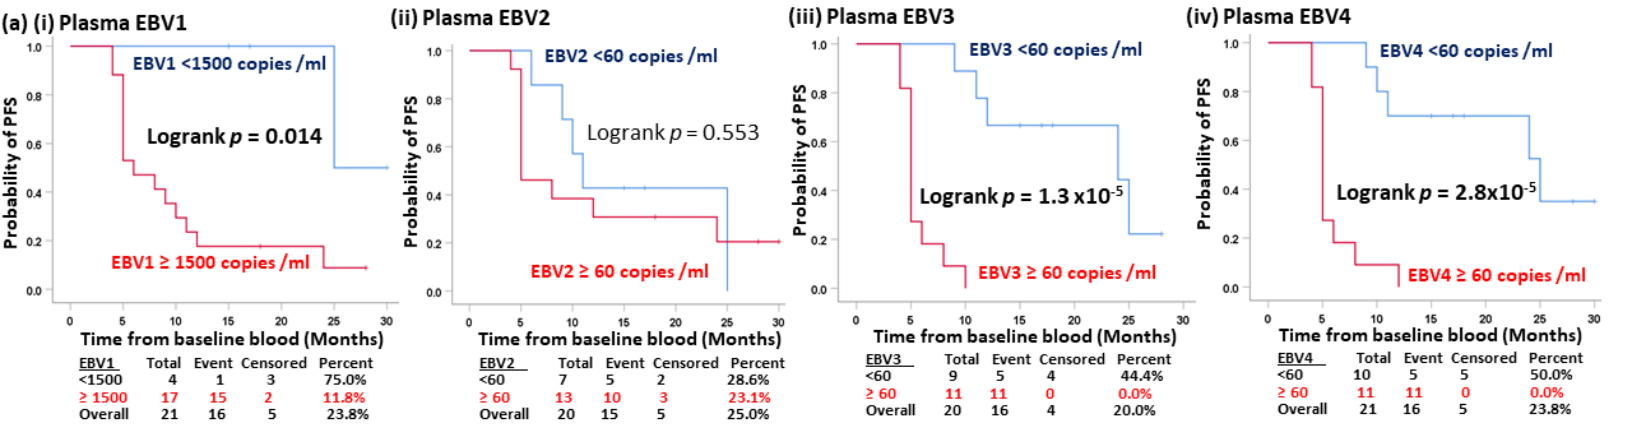 (a) (i) Plasma EBV1
1.0
0.8
0.6
0.4
0.2
0.0
Probability of PFS
EBV1 <1500 copies /ml
Logrank p = 0.014
EBV1 ≥ 1500 copies /ml
0 5 10 15 20 25 30
Time from baseline blood (Months)
EBV1 Total Event Censored Percent
<1500 4 1 3 75.0%
≥ 1500 17 15 2 11.8%
Overall 21 16 5 23.8%
(ii) Plasma EBV2
1.0
0.8
0.6
0.4
0.2
0.0
Probability of PFS
EBV2 <60 copies /ml
Logrank p = 0.553
EBV2 ≥ 60 copies /ml
0 5 10 15 20 25 30
Time from baseline blood (Months)
EBV2 Total Event Censored Percent
<60 7 5 2 28.6%
≥ 60 13 10 3 23.1%
Overall 20 15 5 25.0%
(iii) Plasma EBV3
1.0
0.8
0.6
0.4
0.2
0.0
Probability of PFS
EBV3 <60 copies /ml
Logrank p = 1.3 x10-5
EBV3 ≥ 60 copies /ml
0 5 10 15 20 25 30
Time from baseline blood (Months)
EBV3 Total Event Censored Percent
<60 9 5 4 44.4%
≥ 60 11 11 0 0.0%
Overall 20 16 4 20.0%
(iv) Plasma EBV4
1.0
0.8
0.6
0.4
0.2
0.0
Probability of PFS
EBV4 <60 copies /ml
Logrank p = 2.8x10-5
EBV4 ≥ 60 copies /ml
0 5 10 15 20 25 30
Time from baseline blood (Months)
EBV4 Total Event Censored Percent
<60 10 5 5 50.0%
≥ 60 11 11 0 0.0%
Overall 21 16 5 23.8%